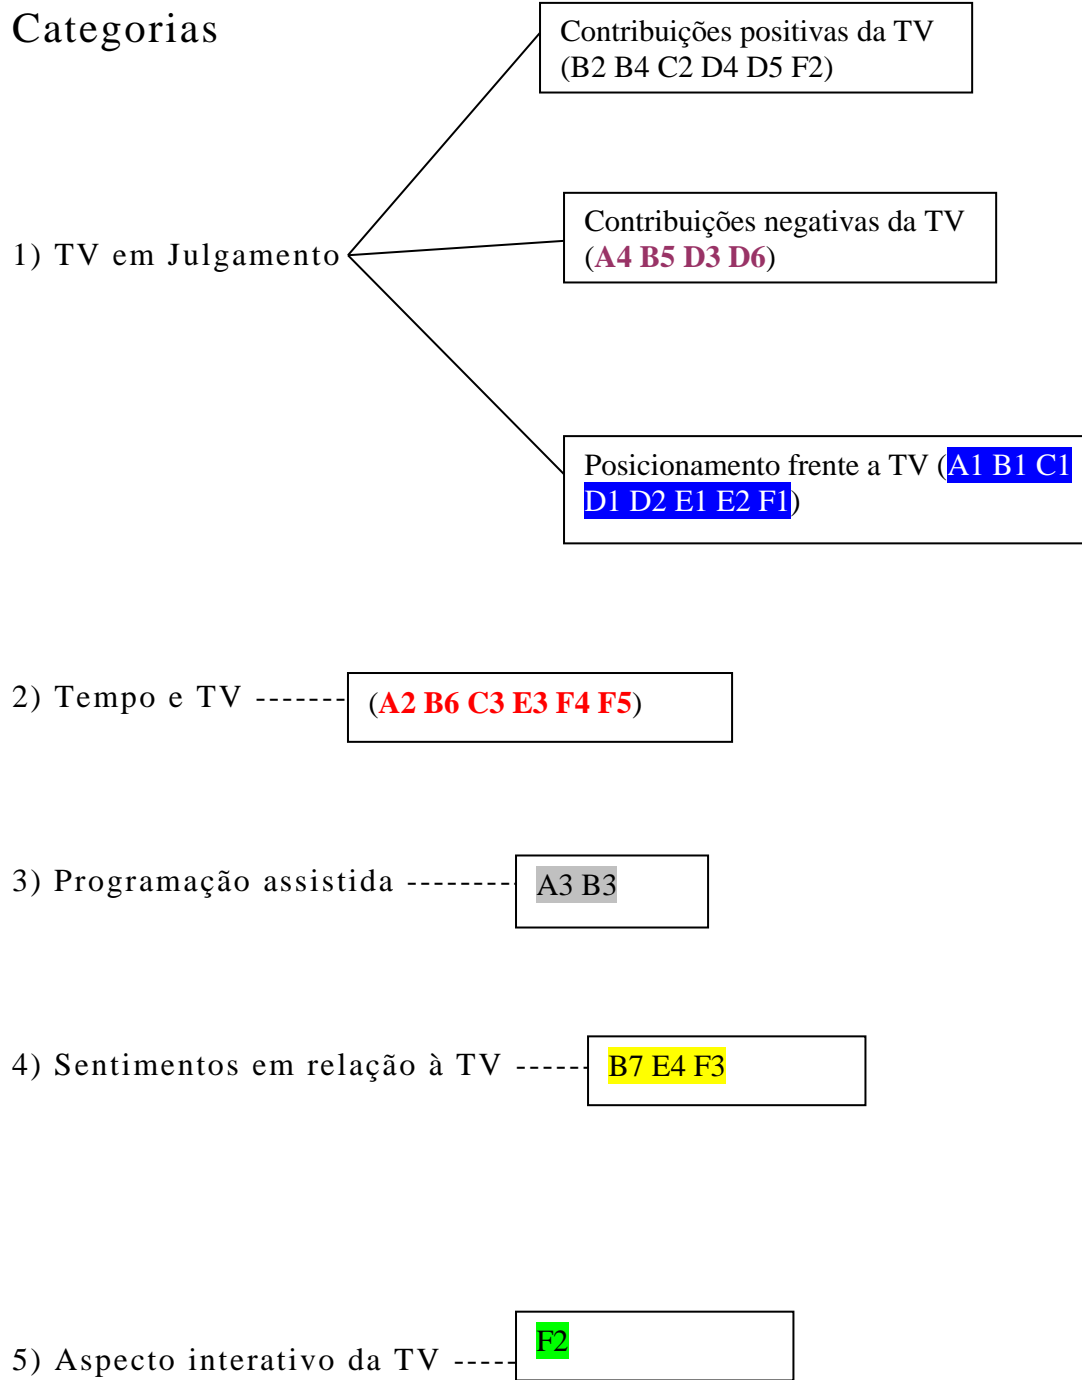 Categorias
Contribuições positivas da TV
(B2 B4 C2 D4 D5 F2)
1) TV em Julgamento
Contribuições negativas da TV
(A4 B5 D3 D6)
Posicionamento frente a TV (A1 B1 C1
D1 D2 E1 E2 F1)
2) Tempo e TV -------
(A2 B6 C3 E3 F4 F5)
3) Programação assistida --------
A3 B3
4) Sentimentos em relação à TV ------
B7 E4 F3
5) Aspecto interativo da TV -----
F2